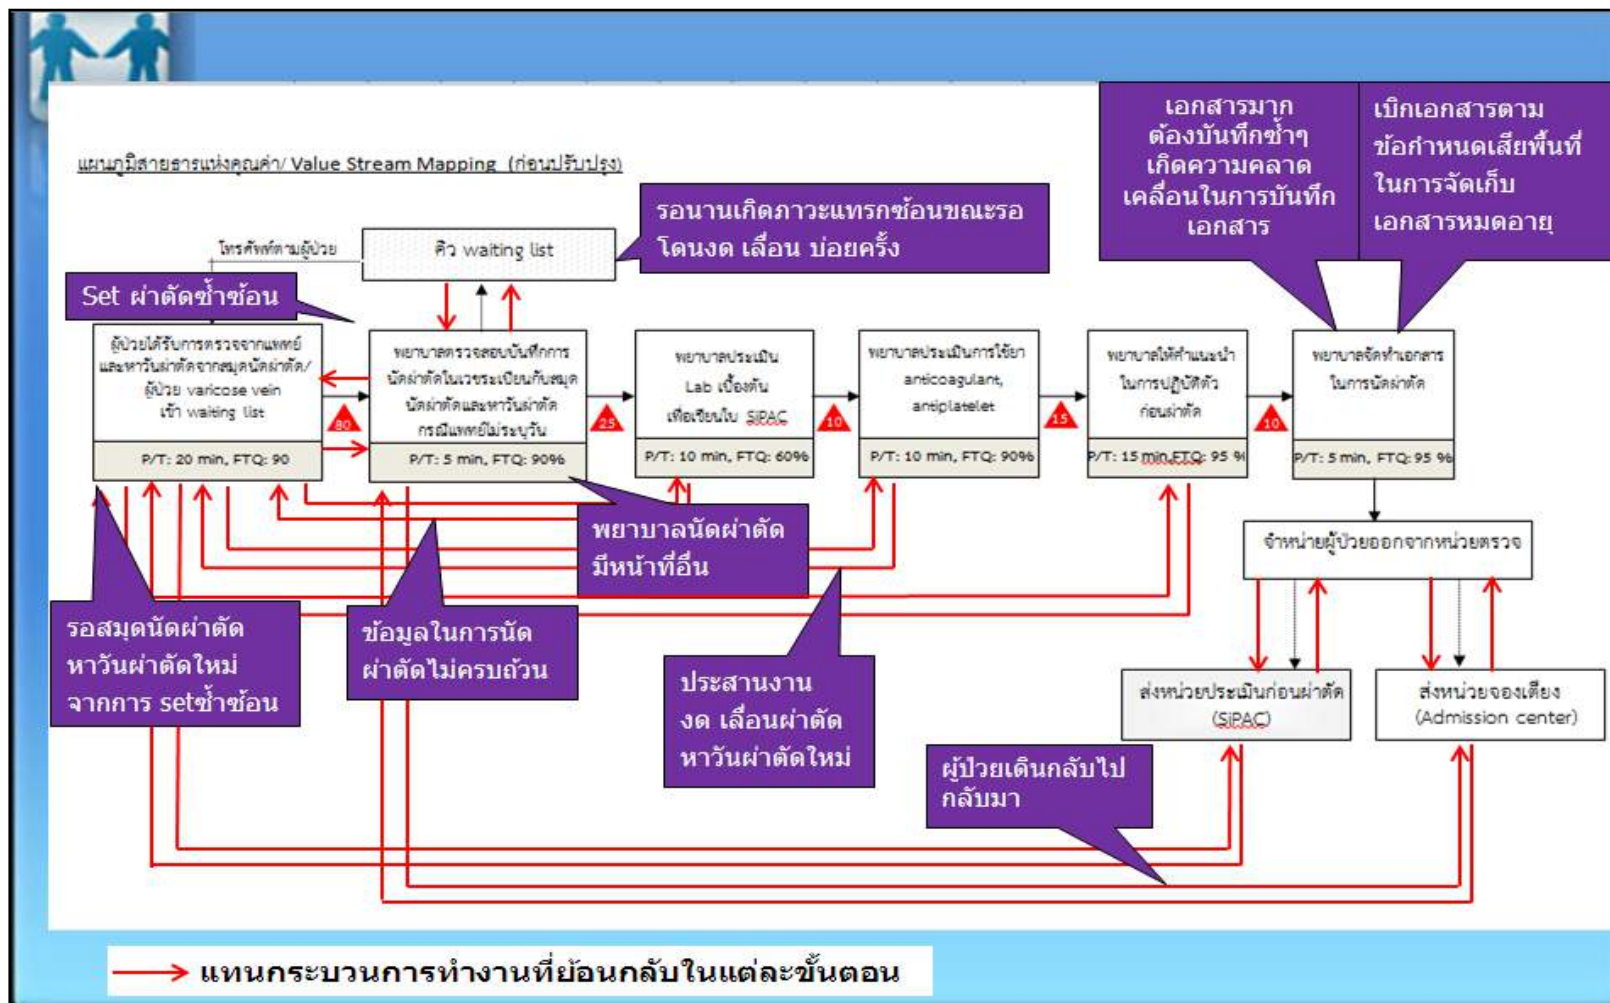 แผนภูมิสายธารแห่งคุณค่า/ Value Stream Mapping (ก่อนปรับปรุง)
เอกสารมาก
ต้องบันทึกซ้ำๆ
เกิดความคลาด
เคลื่อนในการบันทึก
เอกสาร
เบิกเอกสารตาม
ข้อกำหนดเสียพื้นที่
ในการจัดเก็บ
เอกสารหมดอายุ
รอนานเกิดภาวะแทรกซ้อนขณะรอ
โดนงด เลื่อน บ่อยครั้ง
โทรศัพท์ตามผู้ป่วย
คิว waiting list
Set ผ่าตัดซ้ำซ้อน
ผู้ป่วยได้รับการตรวจจากแพทย์
และหาวันผ่าตัดจากสมุดนัดผ่าตัด/
ผู้ป่วย varicose vein
เข้า waiting list
P/T: 20 min, FTQ: 90
80
พยาบาลตรวจสอบบันทึกการ
นัดผ่าตัดในเวชระเบียนกับสมุด
นัดผ่าตัดและหาวันผ่าตัด
กรณีแพทย์ไม่ระบุวัน
P/T: 5 min, FTQ: 90%
25
พยาบาลประเมิน
Lab เบื้องต้น
เพื่อเขียนใบ SiPAC
P/T: 10 min, FTQ: 60%
10
พยาบาลประเมินการใช้ยา
anticoagulant,
antiplatelet
P/T: 10 min, FTQ: 90%
15
พยาบาลให้คำแนะนำ
ในการปฏิบัติตัว
ก่อนผ่าตัด
P/T: 15 min,FTQ: 95 %
10
พยาบาลจัดทำเอกสาร
ในการนัดผ่าตัด
P/T: 5 min, FTQ: 95 %
พยาบาลนัดผ่าตัด
มีหน้าที่อื่น
จำหน่ายผู้ป่วยออกจากหน่วยตรวจ
รอสมุดนัดผ่าตัด
หาวันผ่าตัดใหม่
จากการ setซ้ำซ้อน
ข้อมูลในการนัด
ผ่าตัดไม่ครบถ้วน
ประสานงาน
งด เลื่อนผ่าตัด
หาวันผ่าตัดใหม่
ส่งหน่วยประเมินก่อนผ่าตัด
(SiPAC)
ส่งหน่วยจองเตียง
(Admission center)
ผู้ป่วยเดินกลับไป
กลับมา
แทนกระบวนการทำงานที่ย้อนกลับในแต่ละขั้นตอน